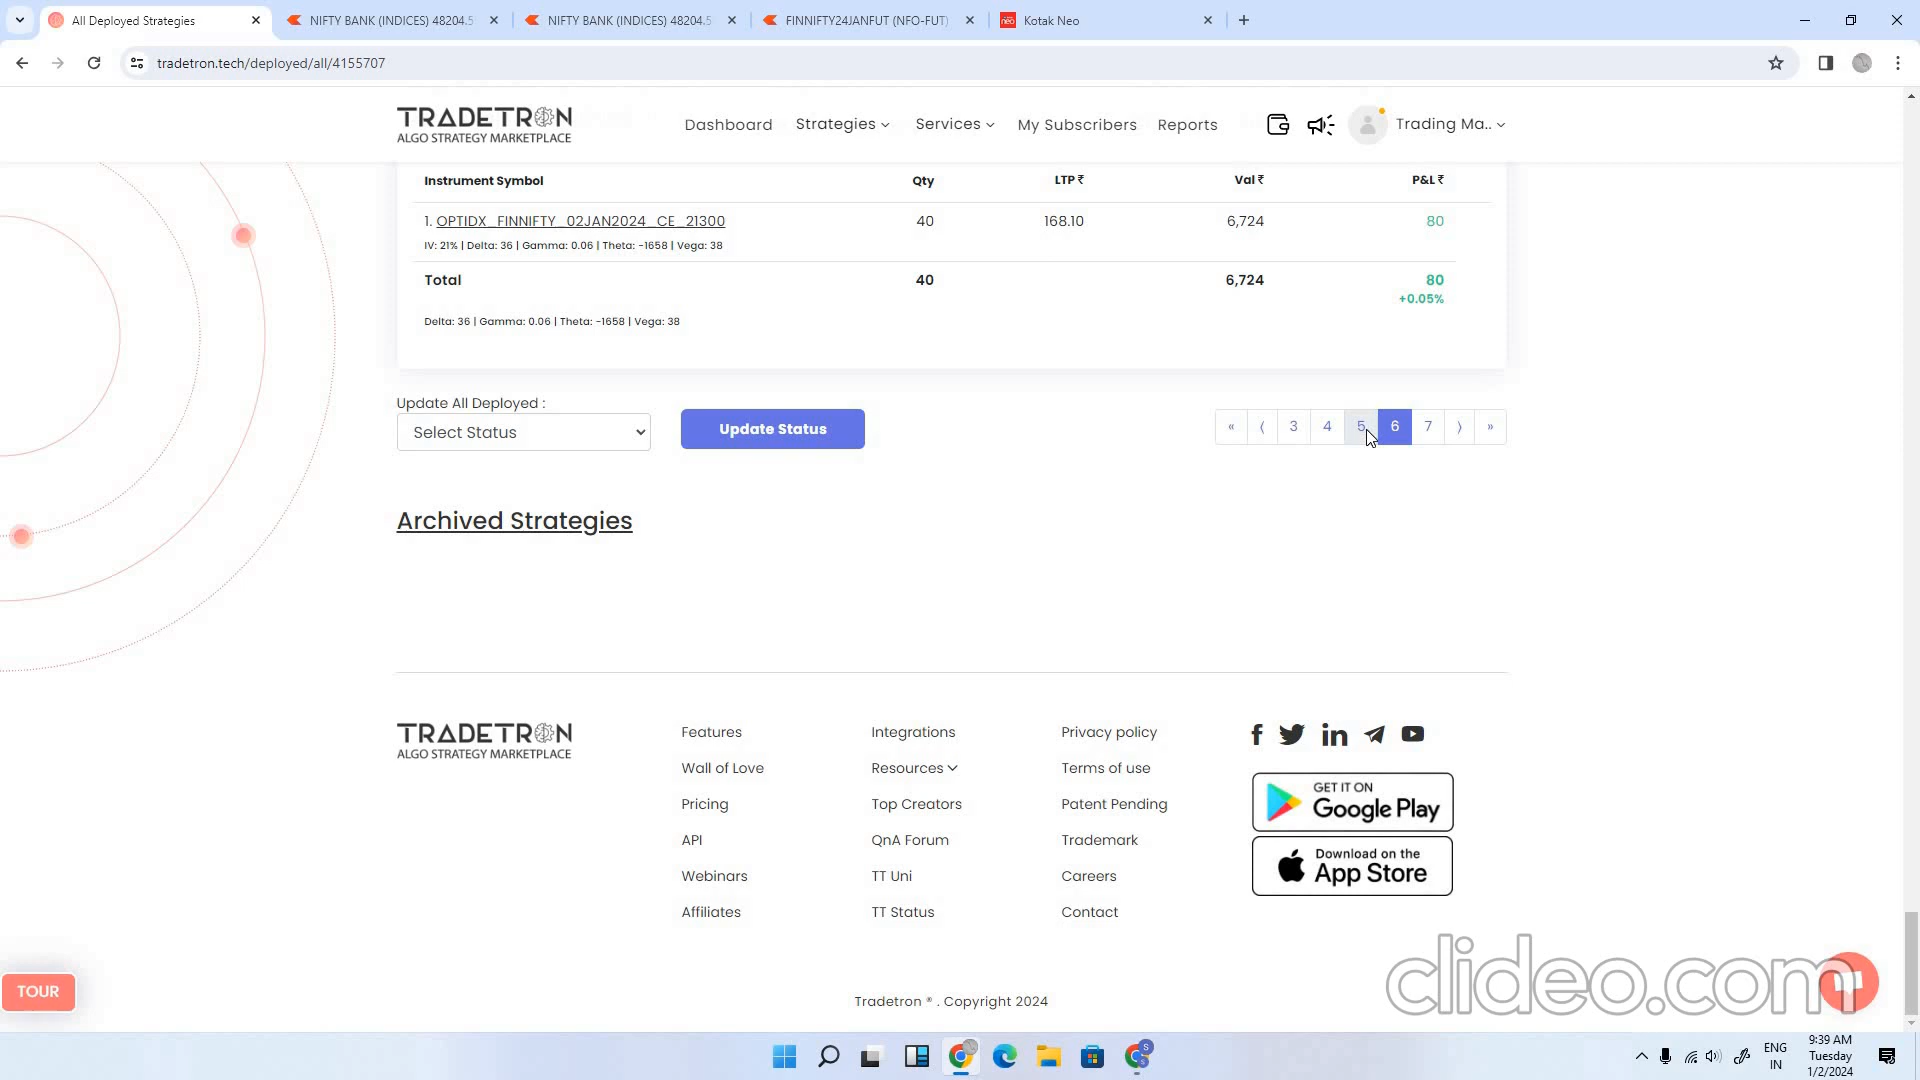 All Deployed Strategies
NIFTY BANK (INDICES) 48204.5
NIFTY BANK (INDICES) 48204.5
FINNIFTY24JANFUT (NFO-FUT)
Kotak Neo
tradetron.tech/deployed/all/4155707
TRADETRON
ALGO STRATEGY MARKETPLACE
Dashboard
Strategies
Services
My Subscribers
Reports
Trading Ma..
Instrument Symbol Qty LTP ₹ Val ₹ P&L ₹
1. OPTIDX_FINNIFTY_02JAN2024_CE_21300 40 168.10 6,724 80
IV: 21% | Delta: 36 | Gamma: 0.06 | Theta: -1658 | Vega: 38
Total 40 6,724 80
+0.05%
Delta: 36 | Gamma: 0.06 | Theta: -1658 | Vega: 38
Update All Deployed :
Select Status
Update Status
« ⟨ 3 4 5 6 7 ⟩ »
Archived Strategies
TRADETRON
ALGO STRATEGY MARKETPLACE
Features
Wall of Love
Pricing
API
Webinars
Affiliates
Integrations
Resources
Top Creators
QnA Forum
TT Uni
TT Status
Privacy policy
Terms of use
Patent Pending
Trademark
Careers
Contact
GET IT ON
Google Play
Download on the
App Store
TOUR
Tradetron ® . Copyright 2024
clideo.com
ENG
IN
9:39 AM
Tuesday
1/2/2024